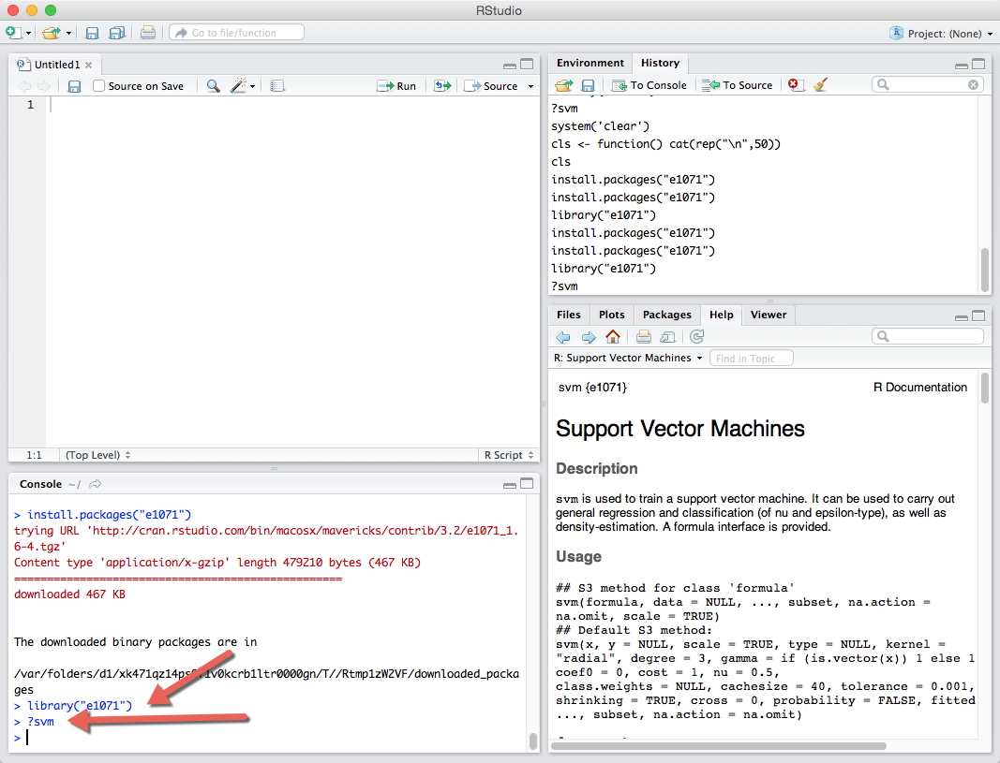 RStudio
Go to file/function
Project: (None)
Untitled1
Source on Save
Run
Source
1
1:1
(Top Level)
R Script
Console ~/
> install.packages("e1071")
trying URL 'http://cran.rstudio.com/bin/macosx/mavericks/contrib/3.2/e1071_1.
6-4.tgz'
Content type 'application/x-gzip' length 479210 bytes (467 KB)
==================================================
downloaded 467 KB
The downloaded binary packages are in
/downloaded_packa
ges
> library("e1071")
> ?svm
>
Environment
History
To Console
To Source
?svm
system('clear')
cls <- function() cat(rep("\n",50))
cls
install.packages("e1071")
install.packages("e1071")
library("e1071")
install.packages("e1071")
install.packages("e1071")
library("e1071")
?svm
Files
Plots
Packages
Help
Viewer
R: Support Vector Machines
Find in Topic
svm {e1071}
R Documentation
Support Vector Machines
Description
svm is used to train a support vector machine. It can be used to carry out
general regression and classification (of nu and epsilon-type), as well as
density-estimation. A formula interface is provided.
Usage
## S3 method for class 'formula'
svm(formula, data = NULL, ..., subset, na.action =
na.omit, scale = TRUE)
## Default S3 method:
svm(x, y = NULL, scale = TRUE, type = NULL, kernel =
"radial", degree = 3, gamma = if (is.vector(x)) 1 else 1
coef0 = 0, cost = 1, nu = 0.5,
class.weights = NULL, cachesize = 40, tolerance = 0.001,
shrinking = TRUE, cross = 0, probability = FALSE, fitted
..., subset, na.action = na.omit)